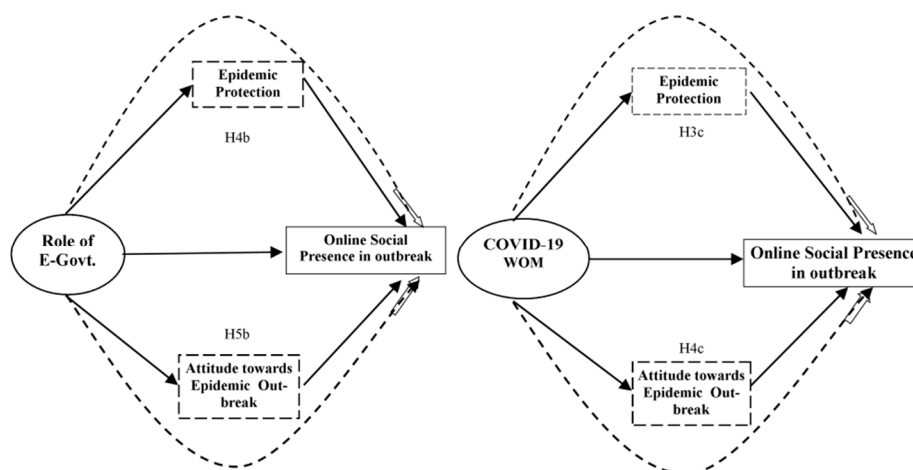 Epidemic
Protection
H4b
Role of
E-Govt.
Online Social
Presence in outbreak
H5b
Attitude towards
Epidemic Out-
break
Epidemic
Protection
H3c
COVID-19
WOM
Online Social Presence
in outbreak
H4c
Attitude towards
Epidemic Out-
break